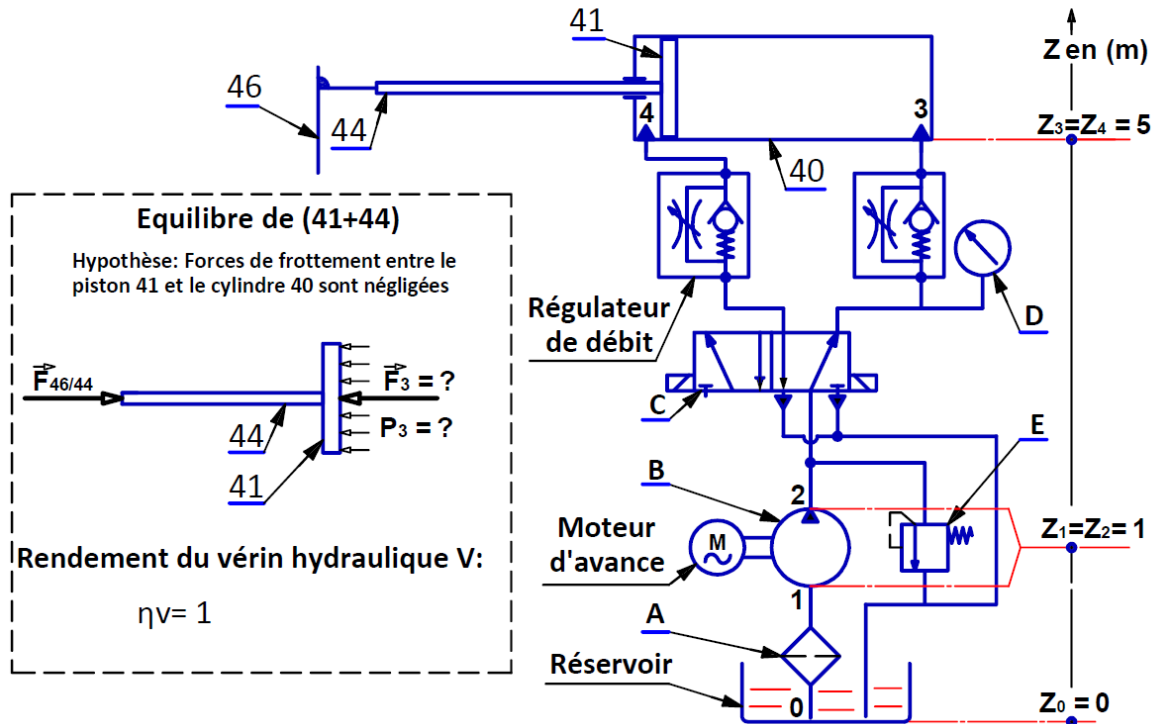 41
Z en (m)
46
44
4
3
Z3=Z4 = 5
40
Equilibre de (41+44)
Hypothèse: Forces de frottement entre le
piston 41 et le cylindre 40 sont négligées
Régulateur
de débit
D
F46/44
F3 = ?
P3 = ?
44
41
C
E
B
2
Moteur
d'avance
M
Z1=Z2= 1
1
Rendement du vérin hydraulique V:
ηv= 1
A
Réservoir
0
Z0 = 0